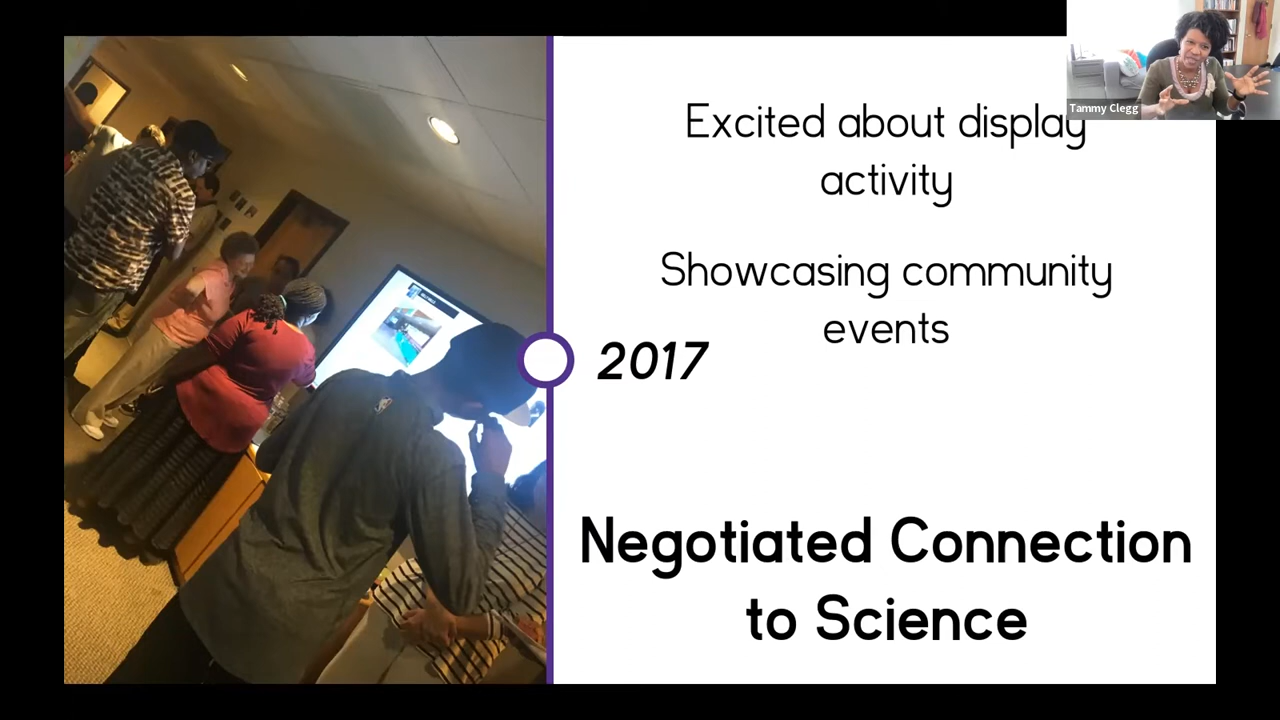 Tammy Clegg
Excited about display
activity
Showcasing community
events
2017
Negotiated Connection
to Science